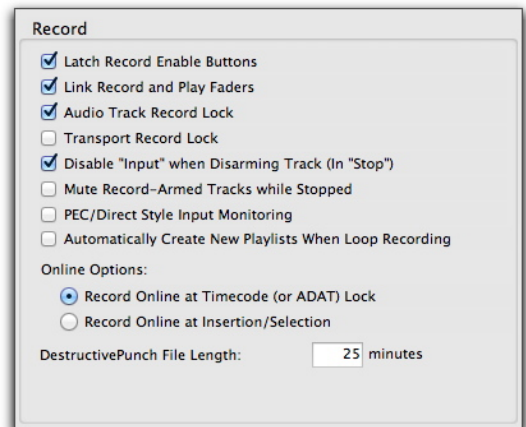 Record
Latch Record Enable Buttons
Link Record and Play Faders
Audio Track Record Lock
Transport Record Lock
Disable "Input" when Disarming Track (In "Stop")
Mute Record-Armed Tracks while Stopped
PEC/Direct Style Input Monitoring
Automatically Create New Playlists When Loop Recording
Online Options:
Record Online at Timecode (or ADAT) Lock
Record Online at Insertion/Selection
DestructivePunch File Length: 25 minutes